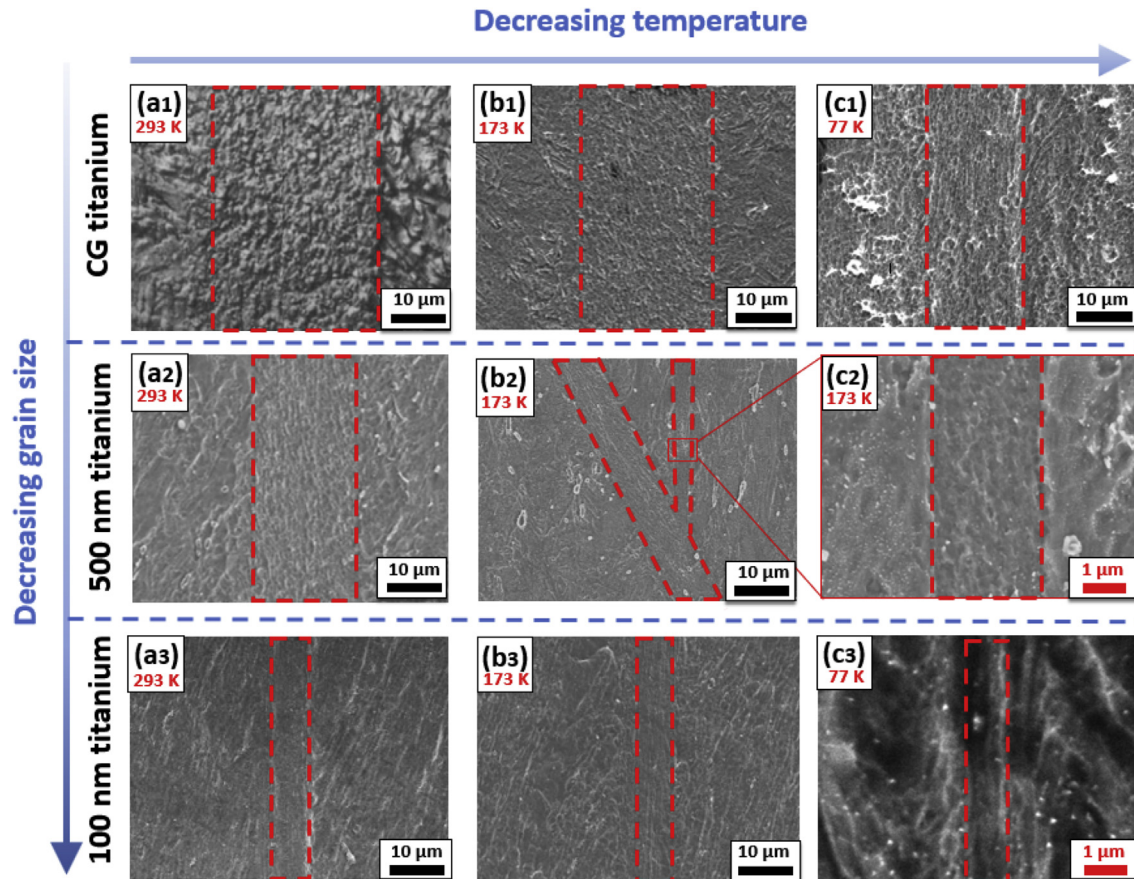 Decreasing temperature
Decreasing grain size
CG titanium
(a1)
293 K
10 μm
(b1)
173 K
10 μm
(c1)
77 K
10 μm
500 nm titanium
(a2)
293 K
10 μm
(b2)
173 K
10 μm
(c2)
173 K
1 μm
100 nm titanium
(a3)
293 K
10 μm
(b3)
173 K
10 μm
(c3)
77 K
1 μm